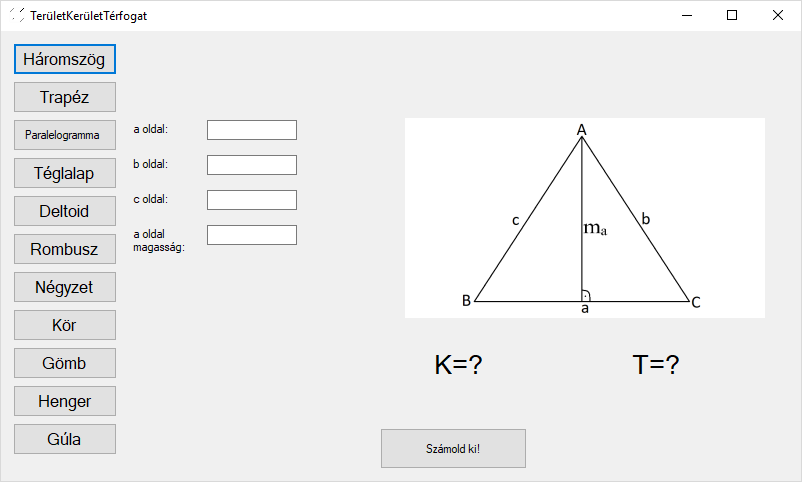 TerületKerületTérfogat
Háromszög
Trapéz
Paralelogramma
Téglalap
Deltoid
Rombusz
Négyzet
Kör
Gömb
Henger
Gúla
a oldal:
b oldal:
c oldal:
a oldal
magasság:
A
c
mₐ
b
B
a
C
K=?
T=?
Számold ki!